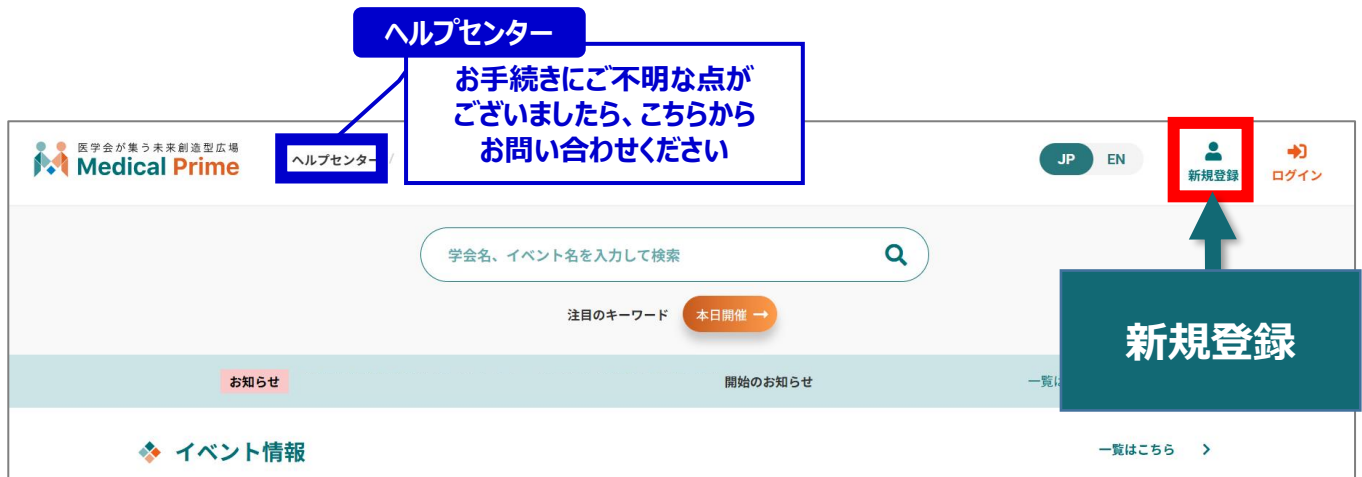 ヘルプセンター
お手続きにご不明な点が
ございましたら、こちらから
お問い合わせください
医学会が集う未来創造型広場
Medical Prime
ヘルプセンター
JP EN
新規登録
ログイン
学会名、イベント名を入力して検索
注目のキーワード 本日開催 →
新規登録
お知らせ
開始のお知らせ
一覧は
イベント情報
一覧はこちら